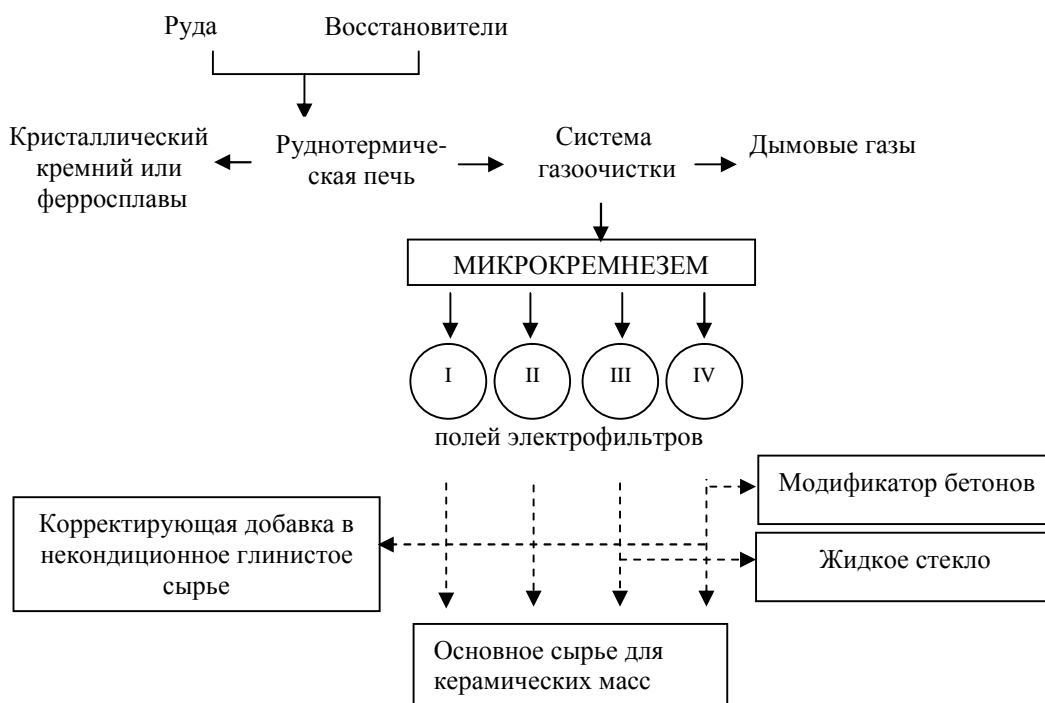 Руда
Восстановители
Кристаллический
кремний или
ферросплавы
Руднотермиче-
ская печь
Система
газоочистки
Дымовые газы
МИКРОКРЕМНЕЗЕМ
I
II
III
IV
полей электрофильтров
Модификатор бетонов
Корректирующая добавка в
некондиционное глинистое
сырье
Жидкое стекло
Основное сырье для
керамических масс